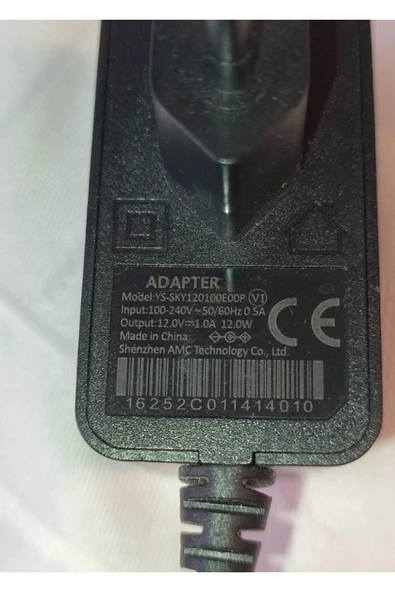 ADAPTER
Model:YS-SKY120100E00P VI
Input:100-240V~50/60Hz 0.5A
Output:12.0V⎓1.0A 12.0W
Made in China
Shenzhen AMC Technology Co., Ltd.
CE
16252C011414010